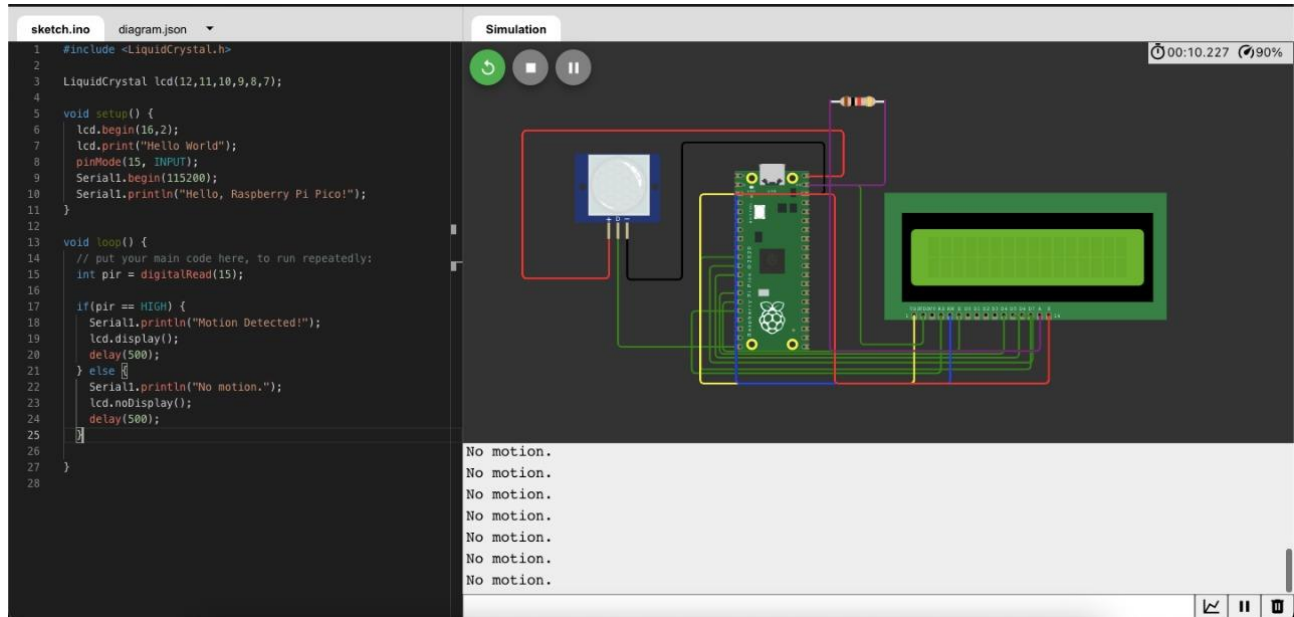 sketch.ino
diagram.json
1 #include <LiquidCrystal.h>
2
3 LiquidCrystal lcd(12,11,10,9,8,7);
4
5 void setup() {
6 lcd.begin(16,2);
7 lcd.print("Hello World");
8 pinMode(15, INPUT);
9 Serial1.begin(115200);
10 Serial1.println("Hello, Raspberry Pi Pico!");
11 }
12
13 void loop() {
14 // put your main code here, to run repeatedly:
15 int pir = digitalRead(15);
16
17 if(pir == HIGH) {
18 Serial1.println("Motion Detected!");
19 lcd.display();
20 delay(500);
21 } else {
22 Serial1.println("No motion.");
23 lcd.noDisplay();
24 delay(500);
25 }
26
27 }
28
Simulation
00:10.227 90%
+ D -
Raspberry Pi Pico ©2020
No motion.
No motion.
No motion.
No motion.
No motion.
No motion.
No motion.